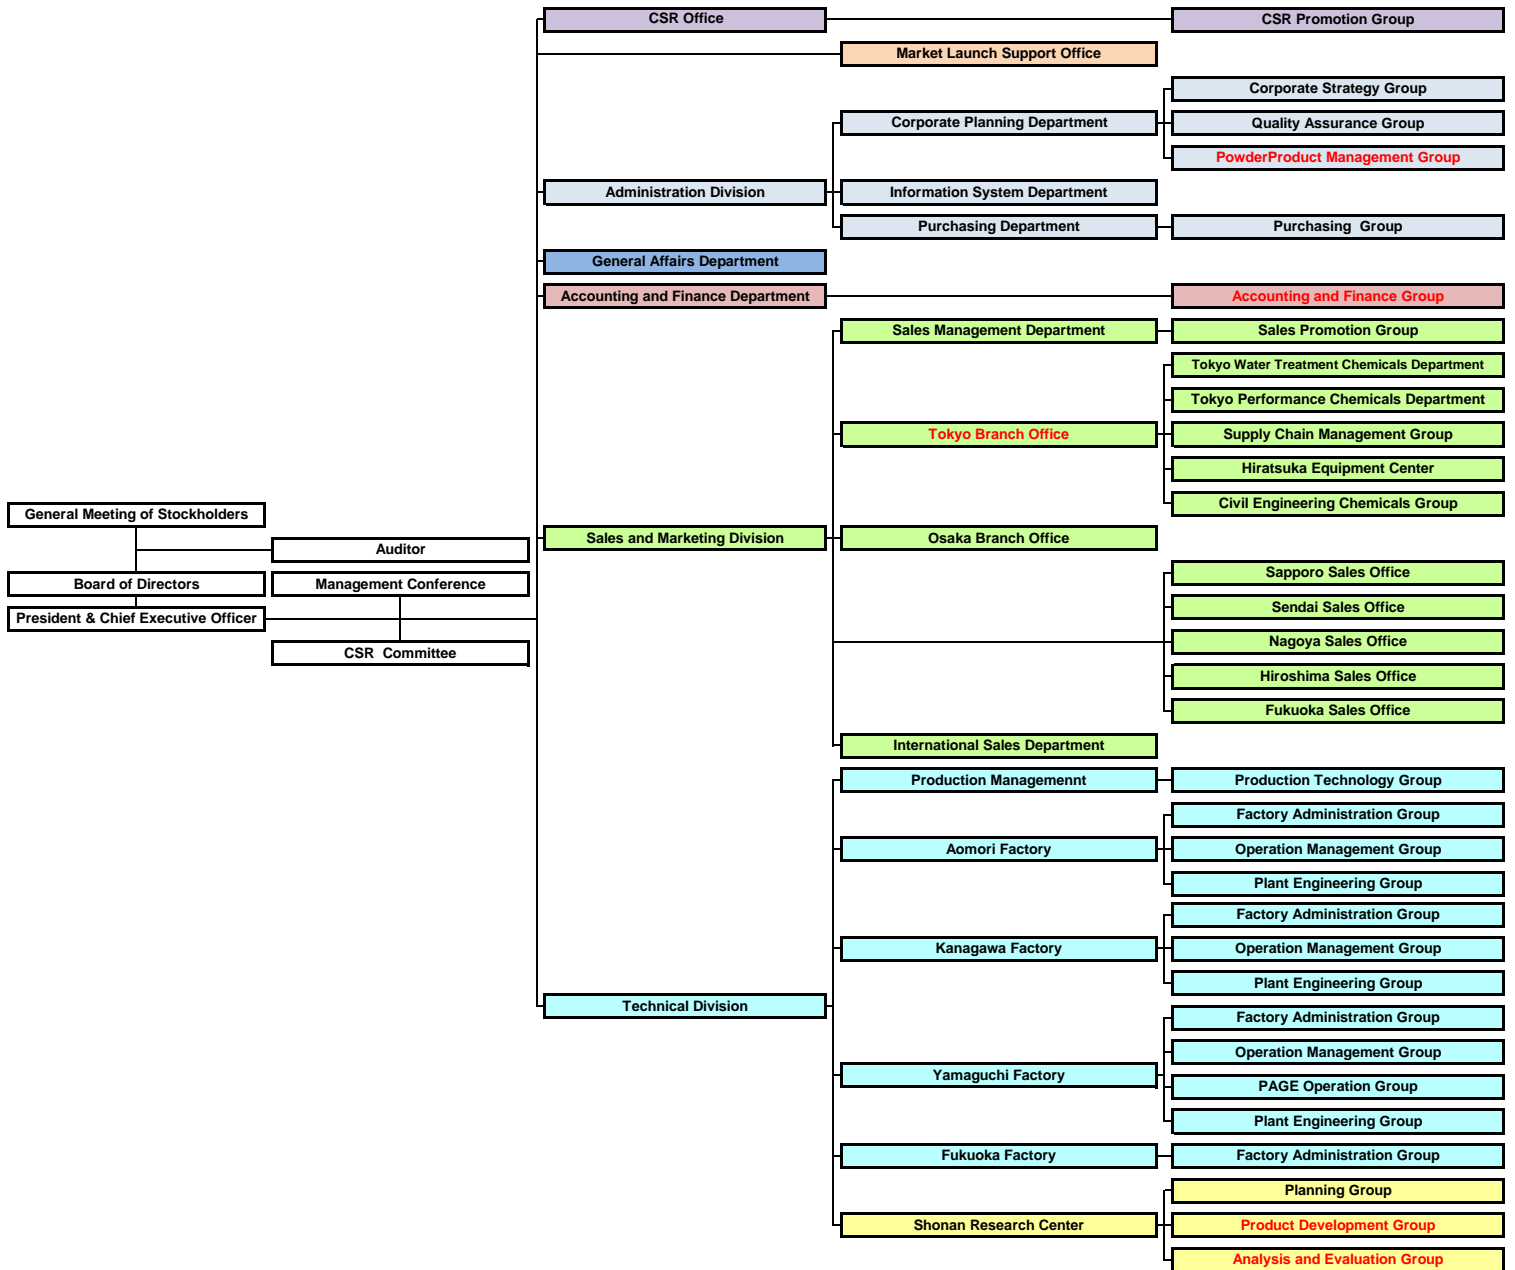 CSR Office
CSR Promotion Group
Market Launch Support Office
Corporate Strategy Group
Corporate Planning Department
Quality Assurance Group
PowderProduct Management Group
Administration Division
Information System Department
Purchasing Department
Purchasing  Group
General Affairs Department
Accounting and Finance Department
Accounting and Finance Group
Sales Management Department
Sales Promotion Group
Tokyo Water Treatment Chemicals Department
Tokyo Performance Chemicals Department
Tokyo Branch Office
Supply Chain Management Group
Hiratsuka Equipment Center
Civil Engineering Chemicals Group
General Meeting of Stockholders
Sales and Marketing Division
Osaka Branch Office
Auditor
Sapporo Sales Office
Board of Directors
Management Conference
Sendai Sales Office
President & Chief Executive Officer
Nagoya Sales Office
CSR  Committee
Hiroshima Sales Office
Fukuoka Sales Office
International Sales Department
Production Managemennt
Production Technology Group
Factory Administration Group
Aomori Factory
Operation Management Group
Plant Engineering Group
Factory Administration Group
Kanagawa Factory
Operation Management Group
Plant Engineering Group
Technical Division
Factory Administration Group
Operation Management Group
Yamaguchi Factory
PAGE Operation Group
Plant Engineering Group
Fukuoka Factory
Factory Administration Group
Planning Group
Shonan Research Center
Product Development Group
Analysis and Evaluation Group